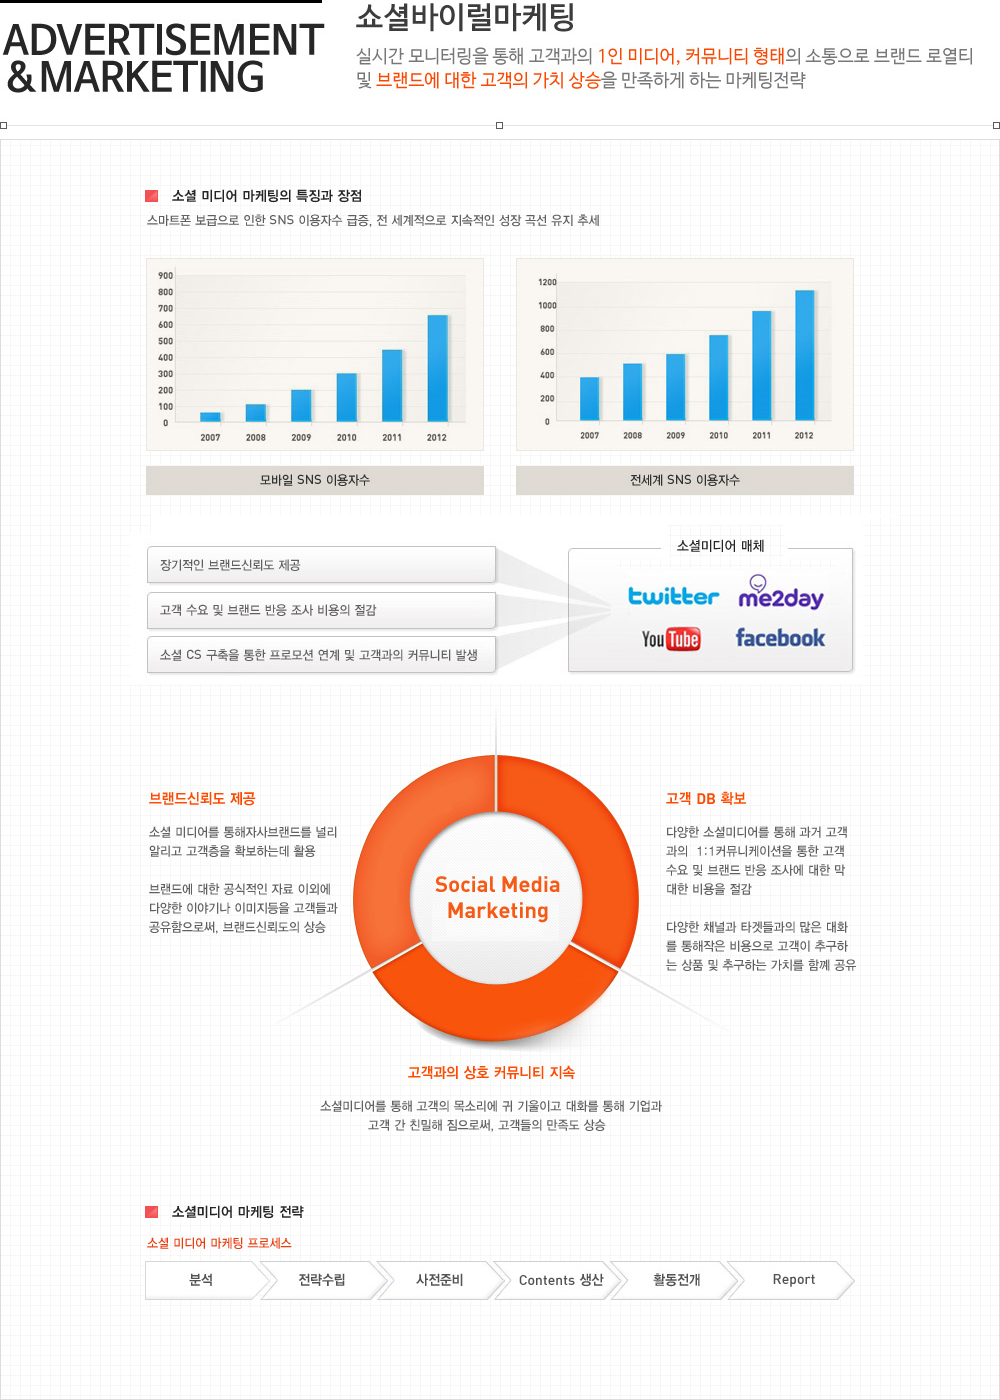 ADVERTISEMENT
&MARKETING
쇼셜바이럴마케팅
실시간 모니터링을 통해 고객과의 1인 미디어, 커뮤니티 형태의 소통으로 브랜드 로열티
및 브랜드에 대한 고객의 가치 상승을 만족하게 하는 마케팅전략
소셜 미디어 마케팅의 특징과 장점
스마트폰 보급으로 인한 SNS 이용자수 급증, 전 세계적으로 지속적인 성장 곡선 유지 추세
900
800
700
600
500
400
300
200
100
0
2007 2008 2009 2010 2011 2012
모바일 SNS 이용자수
1200
1000
800
600
400
200
0
2007 2008 2009 2010 2011 2012
전세계 SNS 이용자수
장기적인 브랜드신뢰도 제공
고객 수요 및 브랜드 반응 조사 비용의 절감
소셜 CS 구축을 통한 프로모션 연계 및 고객과의 커뮤니티 발생
소셜미디어 매체
twitter
me2day
YouTube
facebook
브랜드신뢰도 제공
소셜 미디어를 통해자사브랜드를 널리
알리고 고객층을 확보하는데 활용
브랜드에 대한 공식적인 자료 이외에
다양한 이야기나 이미지등을 고객들과
공유함으로써, 브랜드신뢰도의 상승
Social Media
Marketing
고객 DB 확보
다양한 소셜미디어를 통해 과거 고객
과의 1:1커뮤니케이션을 통한 고객
수요 및 브랜드 반응 조사에 대한 막
대한 비용을 절감
다양한 채널과 타겟들과의 많은 대화
를 통해작은 비용으로 고객이 추구하
는 상품 및 추구하는 가치를 함께 공유
고객과의 상호 커뮤니티 지속
소셜미디어를 통해 고객의 목소리에 귀 기울이고 대화를 통해 기업과
고객 간 친밀해 짐으로써, 고객들의 만족도 상승
소셜미디어 마케팅 전략
소셜 미디어 마케팅 프로세스
분석 전략수립 사전준비 Contents 생산 활동전개 Report